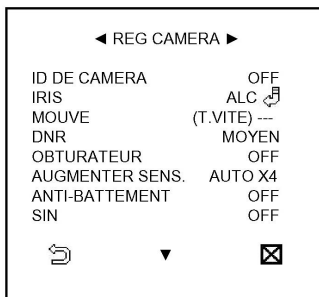 ◄ REG CAMERA ►
ID DE CAMERA OFF
IRIS ALC
MOUVE (T.VITE) ---
DNR MOYEN
OBTURATEUR OFF
AUGMENTER SENS. AUTO X4
ANTI-BATTEMENT OFF
SIN OFF